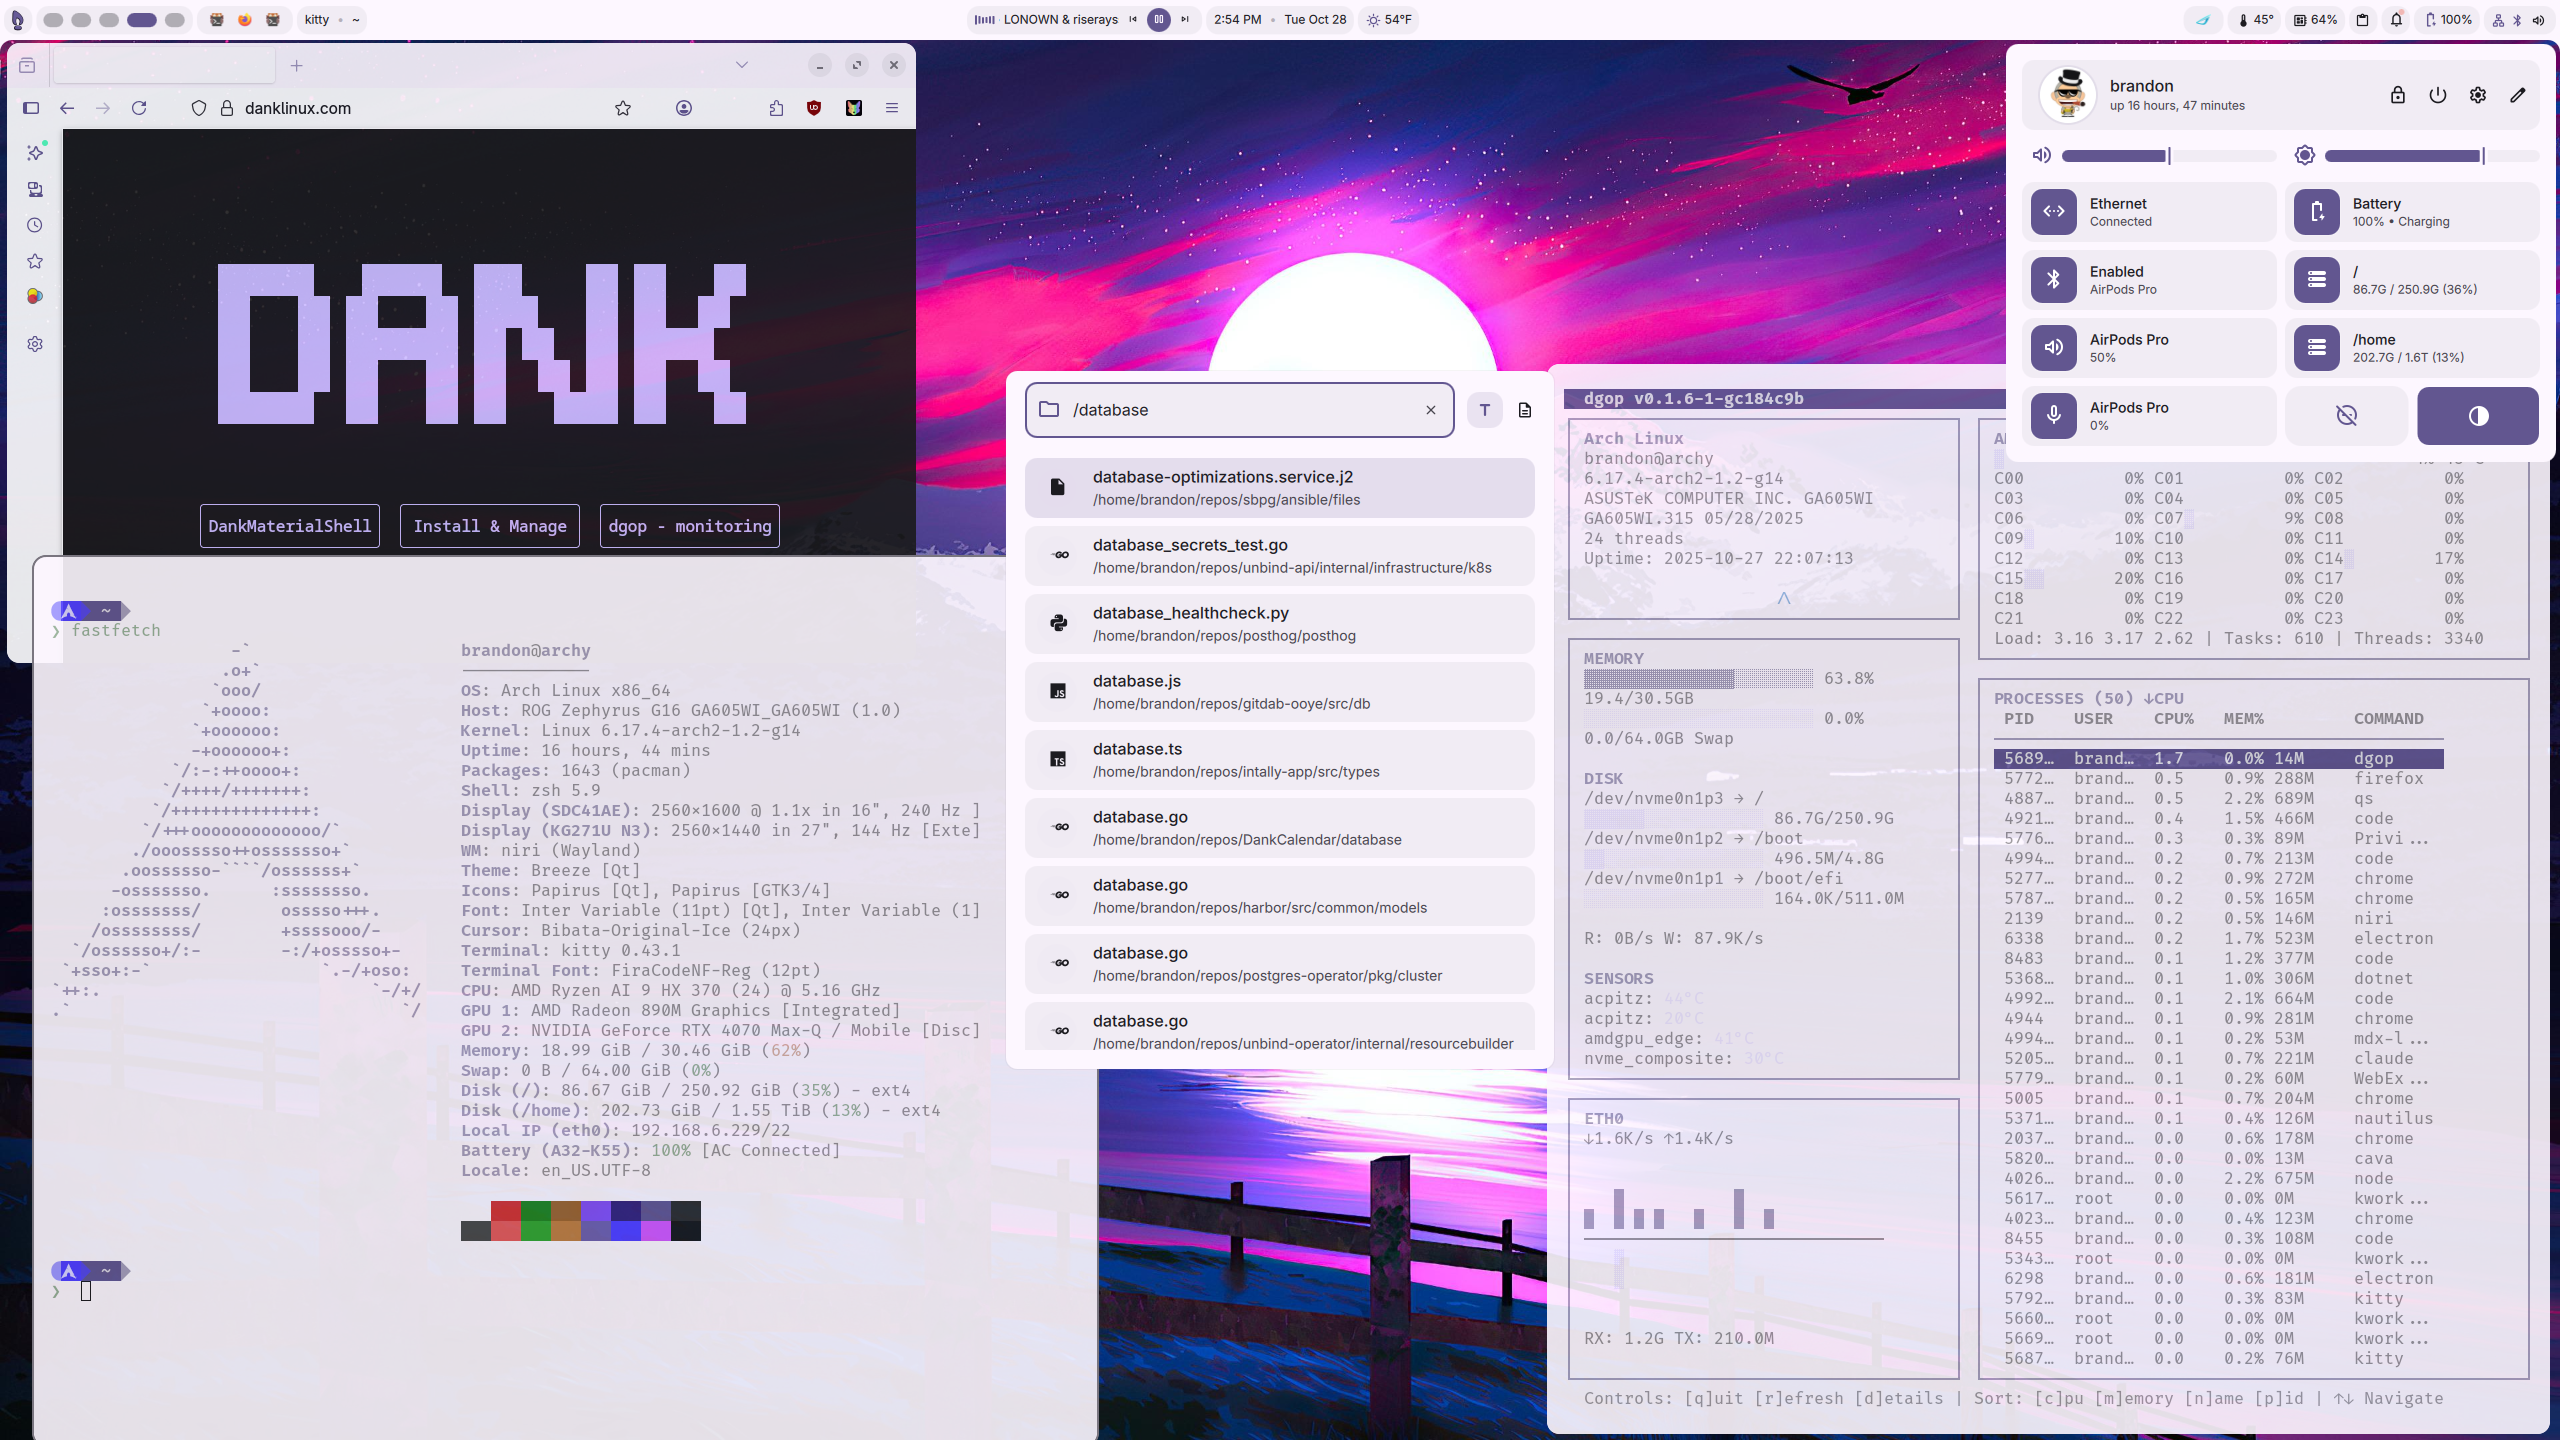 kitty • ~
LONOWN & riserays
2:54 PM • Tue Oct 28
54°F
45°
64%
100%
danklinux.com
DANK
DankMaterialShell
Install & Manage
dgop - monitoring
~
❯ fastfetch
brandon@archy
OS: Arch Linux x86_64
Host: ROG Zephyrus G16 GA605WI_GA605WI (1.0)
Kernel: Linux 6.17.4-arch2-1.2-g14
Uptime: 16 hours, 44 mins
Packages: 1643 (pacman)
Shell: zsh 5.9
Display (SDC41AE): 2560×1600 @ 1.1x in 16", 240 Hz ]
Display (KG271U N3): 2560×1440 in 27", 144 Hz [Exte]
WM: niri (Wayland)
Theme: Breeze [Qt]
Icons: Papirus [Qt], Papirus [GTK3/4]
Font: Inter Variable (11pt) [Qt], Inter Variable (1]
Cursor: Bibata-Original-Ice (24px)
Terminal: kitty 0.43.1
Terminal Font: FiraCodeNF-Reg (12pt)
CPU: AMD Ryzen AI 9 HX 370 (24) @ 5.16 GHz
GPU 1: AMD Radeon 890M Graphics [Integrated]
GPU 2: NVIDIA GeForce RTX 4070 Max-Q / Mobile [Disc]
Memory: 18.99 GiB / 30.46 GiB (62%)
Swap: 0 B / 64.00 GiB (0%)
Disk (/): 86.67 GiB / 250.92 GiB (35%) - ext4
Disk (/home): 202.73 GiB / 1.55 TiB (13%) - ext4
Local IP (eth0): 192.168.6.229/22
Battery (A32-K55): 100% [AC Connected]
Locale: en_US.UTF-8
~
❯
/database
T
database-optimizations.service.j2
/home/brandon/repos/sbpg/ansible/files
database_secrets_test.go
/home/brandon/repos/unbind-api/internal/infrastructure/k8s
database_healthcheck.py
/home/brandon/repos/posthog/posthog
JS
database.js
/home/brandon/repos/gitdab-ooye/src/db
TS
database.ts
/home/brandon/repos/intally-app/src/types
database.go
/home/brandon/repos/DankCalendar/database
database.go
/home/brandon/repos/harbor/src/common/models
database.go
/home/brandon/repos/postgres-operator/pkg/cluster
database.go
/home/brandon/repos/unbind-operator/internal/resourcebuilder
dgop v0.1.6-1-gc184c9b
Arch Linux
brandon@archy
6.17.4-arch2-1.2-g14
ASUSTeK COMPUTER INC. GA605WI
GA605WI.315 05/28/2025
24 threads
Uptime: 2025-10-27 22:07:13
MEMORY
63.8%
19.4/30.5GB
0.0%
0.0/64.0GB Swap
DISK
/dev/nvme0n1p3 → /
86.7G/250.9G
/dev/nvme0n1p2 → /boot
496.5M/4.8G
/dev/nvme0n1p1 → /boot/efi
164.0K/511.0M
R: 0B/s W: 87.9K/s
SENSORS
acpitz: 44°C
acpitz: 20°C
amdgpu_edge: 41°C
nvme_composite: 30°C
ETH0
↓1.6K/s ↑1.4K/s
RX: 1.2G TX: 210.0M
brandon
up 16 hours, 47 minutes
Ethernet
Connected
Battery
100% • Charging
Enabled
AirPods Pro
/
86.7G / 250.9G (36%)
AirPods Pro
50%
/home
202.7G / 1.6T (13%)
AirPods Pro
0%
C00 0% C01 0% C02 0%
C03 0% C04 0% C05 0%
C06 0% C07 9% C08 0%
C09 10% C10 0% C11 0%
C12 0% C13 0% C14 17%
C15 20% C16 0% C17 0%
C18 0% C19 0% C20 0%
C21 0% C22 0% C23 0%
Load: 3.16 3.17 2.62 | Tasks: 610 | Threads: 3340
PROCESSES (50) ↓CPU
PID USER CPU% MEM% COMMAND
5689… brand… 1.7 0.0% 14M dgop
5772… brand… 0.5 0.9% 288M firefox
4887… brand… 0.5 2.2% 689M qs
4921… brand… 0.4 1.5% 466M code
5776… brand… 0.3 0.3% 89M Privi...
4994… brand… 0.2 0.7% 213M code
5277… brand… 0.2 0.9% 272M chrome
5787… brand… 0.2 0.5% 165M chrome
2139 brand… 0.2 0.5% 146M niri
6338 brand… 0.2 1.7% 523M electron
8483 brand… 0.1 1.2% 377M code
5368… brand… 0.1 1.0% 306M dotnet
4992… brand… 0.1 2.1% 664M code
4944 brand… 0.1 0.9% 281M chrome
4994… brand… 0.1 0.2% 53M mdx-l...
5205… brand… 0.1 0.7% 221M claude
5779… brand… 0.1 0.2% 60M WebEx...
5005 brand… 0.1 0.7% 204M chrome
5371… brand… 0.1 0.4% 126M nautilus
2037… brand… 0.0 0.6% 178M chrome
5820… brand… 0.0 0.0% 13M cava
4026… brand… 0.0 2.2% 675M node
5617… root 0.0 0.0% 0M kwork...
4023… brand… 0.0 0.4% 123M chrome
8455 brand… 0.0 0.3% 108M code
5343… root 0.0 0.0% 0M kwork...
6298 brand… 0.0 0.6% 181M electron
5792… brand… 0.0 0.3% 83M kitty
5660… root 0.0 0.0% 0M kwork...
5669… root 0.0 0.0% 0M kwork...
5687… brand… 0.0 0.2% 76M kitty
Controls: [q]uit [r]efresh [d]etails | Sort: [c]pu [m]emory [n]ame [p]id | ↑↓ Navigate